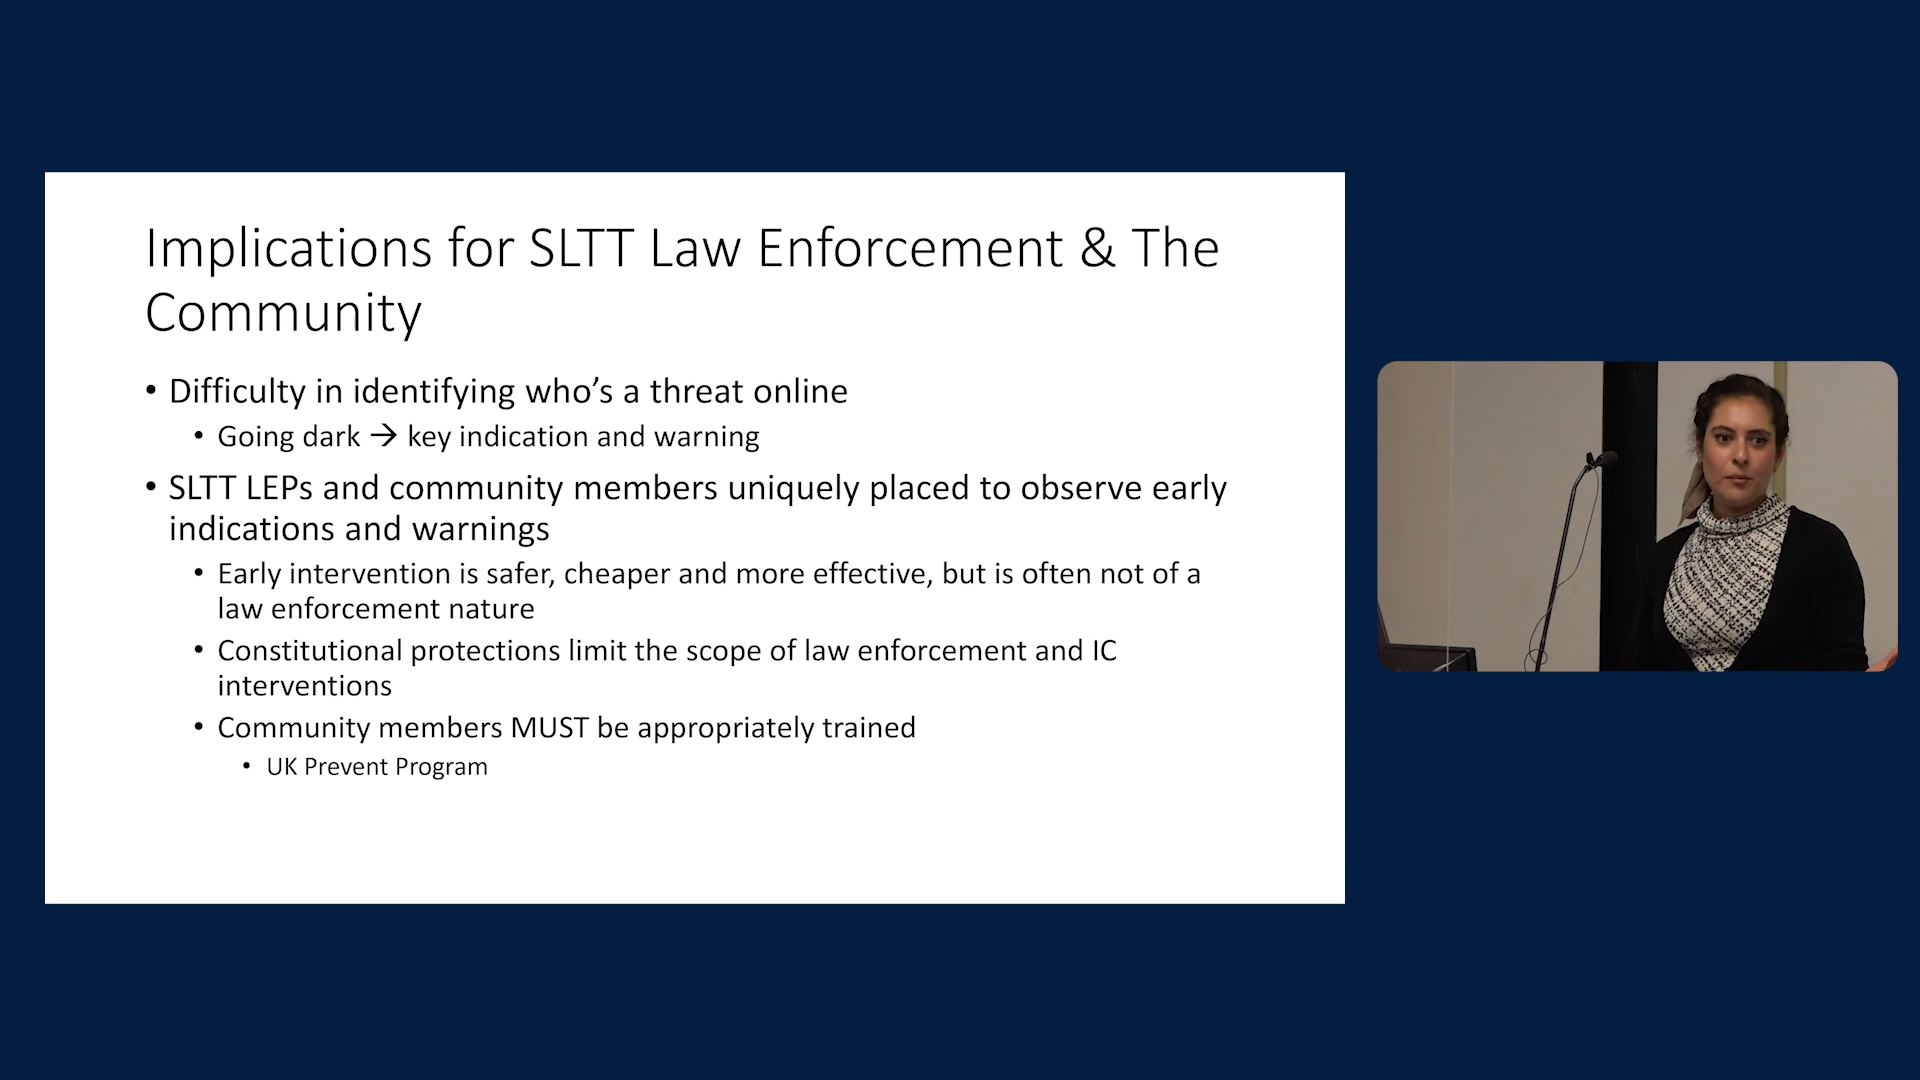 Implications for SLTT Law Enforcement & The
Community
• Difficulty in identifying who’s a threat online
• Going dark → key indication and warning
• SLTT LEPs and community members uniquely placed to observe early
indications and warnings
• Early intervention is safer, cheaper and more effective, but is often not of a
law enforcement nature
• Constitutional protections limit the scope of law enforcement and IC
interventions
• Community members MUST be appropriately trained
• UK Prevent Program